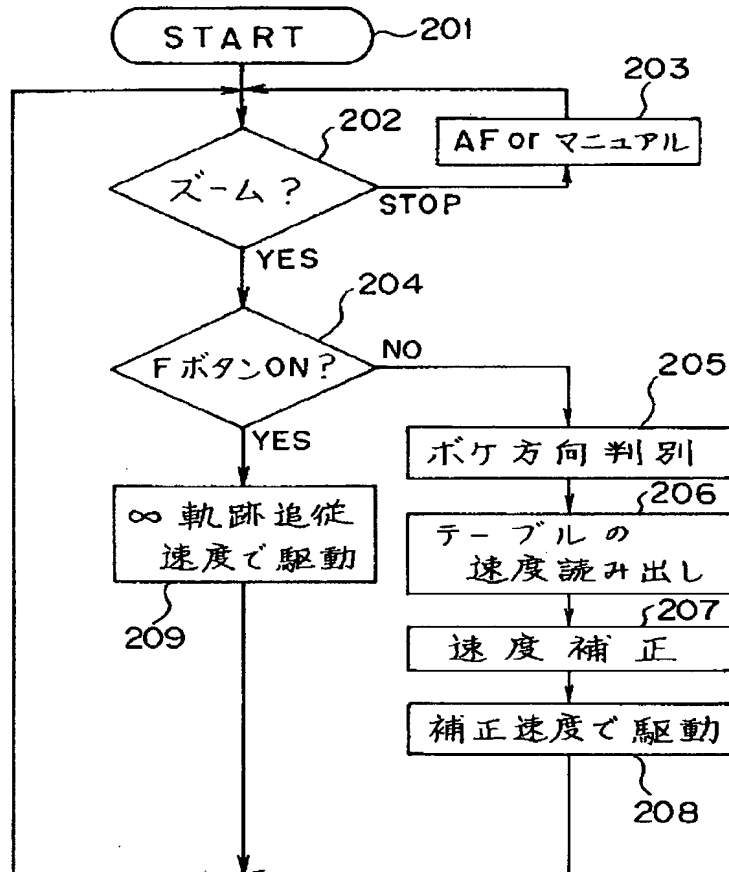 START
201
203
AF or マニュアル
202
ズーム?
STOP
YES
204
FボタンON?
NO
YES
205
ボケ方向判別
206
テーブルの
速度読み出し
207
速度補正
補正速度で駆動
208
∞軌跡追従
速度で駆動
209